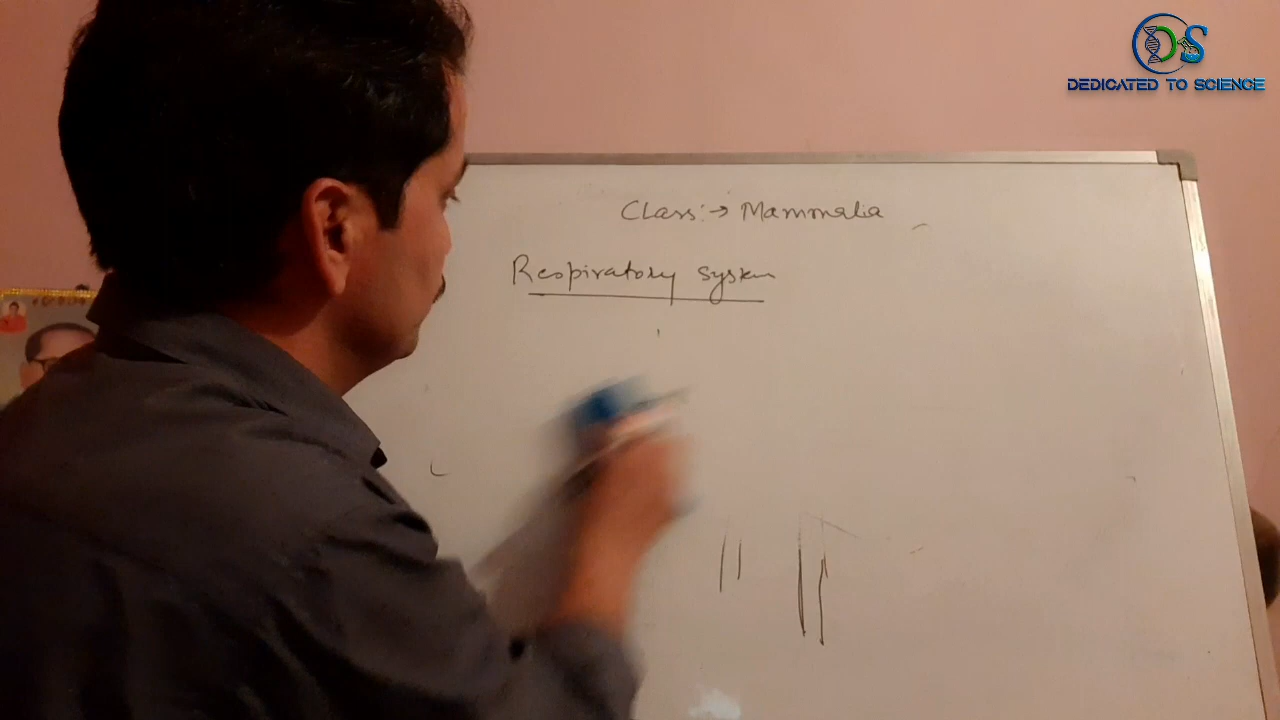 DS
DEDICATED TO SCIENCE
Class:→ Mammalia
Respiratory system